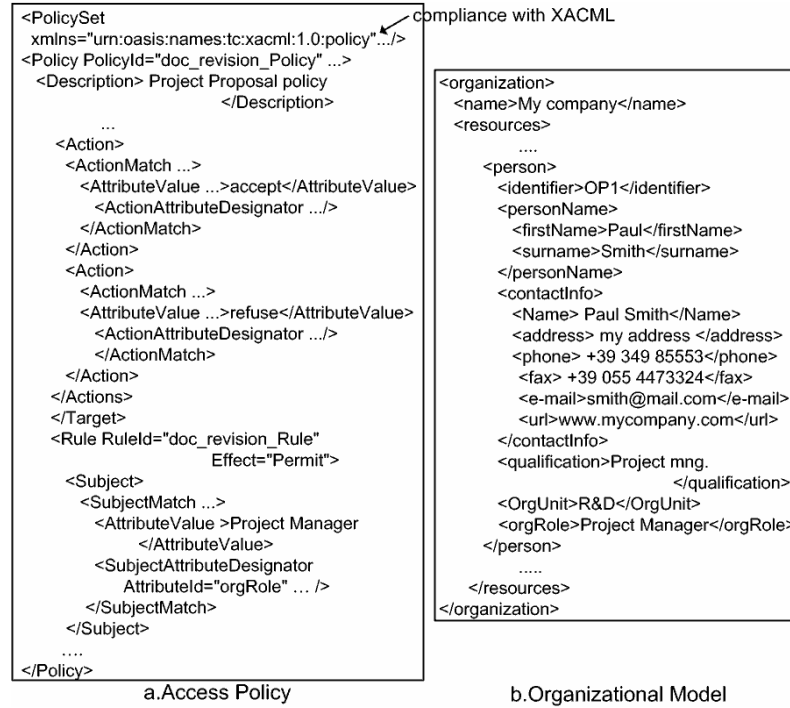 <PolicySet
compliance with XACML
xmlns="urn:oasis:names:tc:xacml:1.0:policy".../>
<Policy PolicyId="doc_revision_Policy" ...>
<Description> Project Proposal policy
</Description>
...
<Action>
<ActionMatch ...>
<AttributeValue ...>accept</AttributeValue>
<ActionAttributeDesignator .../>
</ActionMatch>
</Action>
<Action>
<ActionMatch ...>
<AttributeValue ...>refuse</AttributeValue>
<ActionAttributeDesignator .../>
</ActionMatch>
</Action>
</Actions>
</Target>
<Rule RuleId="doc_revision_Rule"
Effect="Permit">
<Subject>
<SubjectMatch ...>
<AttributeValue >Project Manager
</AttributeValue>
<SubjectAttributeDesignator
AttributeId="orgRole" ... />
</SubjectMatch>
</Subject>
....
</Policy>
a.Access Policy
<organization>
<name>My company</name>
<resources>
....
<person>
<identifier>OP1</identifier>
<personName>
<firstName>Paul</firstName>
<surname>Smith</surname>
</personName>
<contactInfo>
<Name> Paul Smith</Name>
<address> my address </address>
<phone> +39 349 85553</phone>
<fax> +39 055 4473324</fax>
<e-mail>smith@mail.com</e-mail>
<url>www.mycompany.com</url>
</contactInfo>
<qualification>Project mng.
</qualification>
<OrgUnit>R&D</OrgUnit>
<orgRole>Project Manager</orgRole>
</person>
.....
</resources>
</organization>
b.Organizational Model